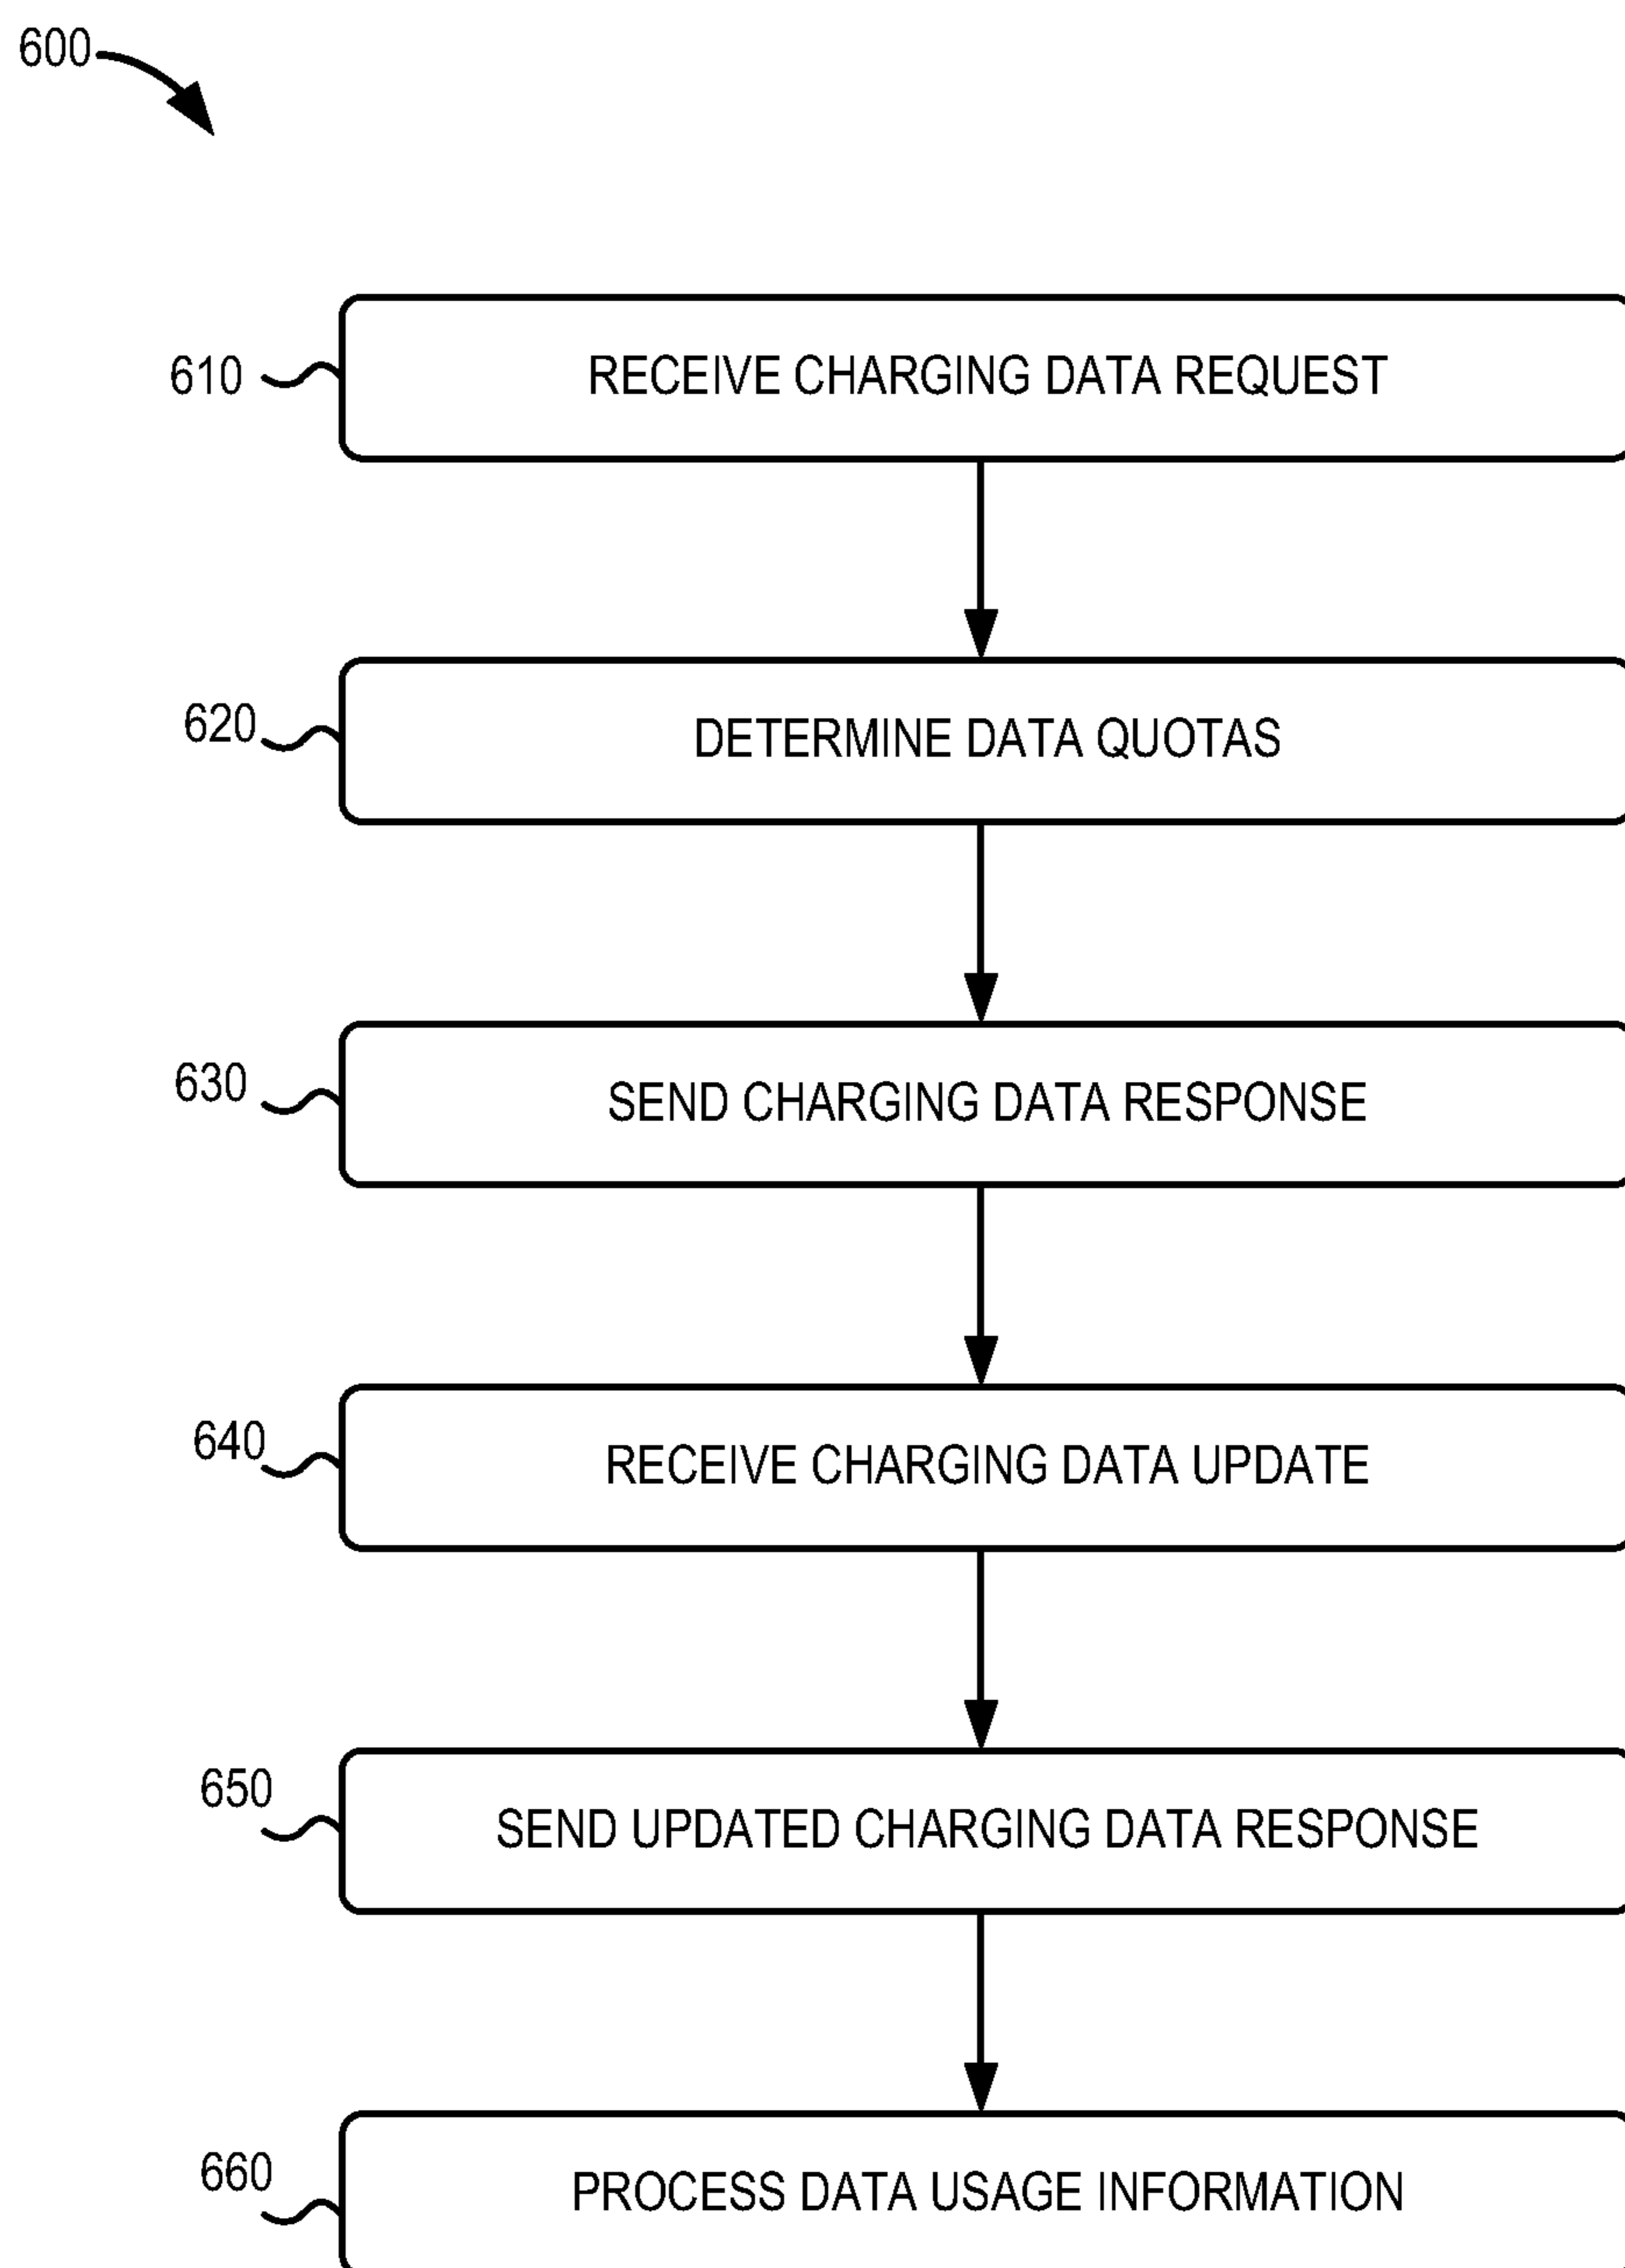 600
610 RECEIVE CHARGING DATA REQUEST
620 DETERMINE DATA QUOTAS
630 SEND CHARGING DATA RESPONSE
640 RECEIVE CHARGING DATA UPDATE
650 SEND UPDATED CHARGING DATA RESPONSE
660 PROCESS DATA USAGE INFORMATION